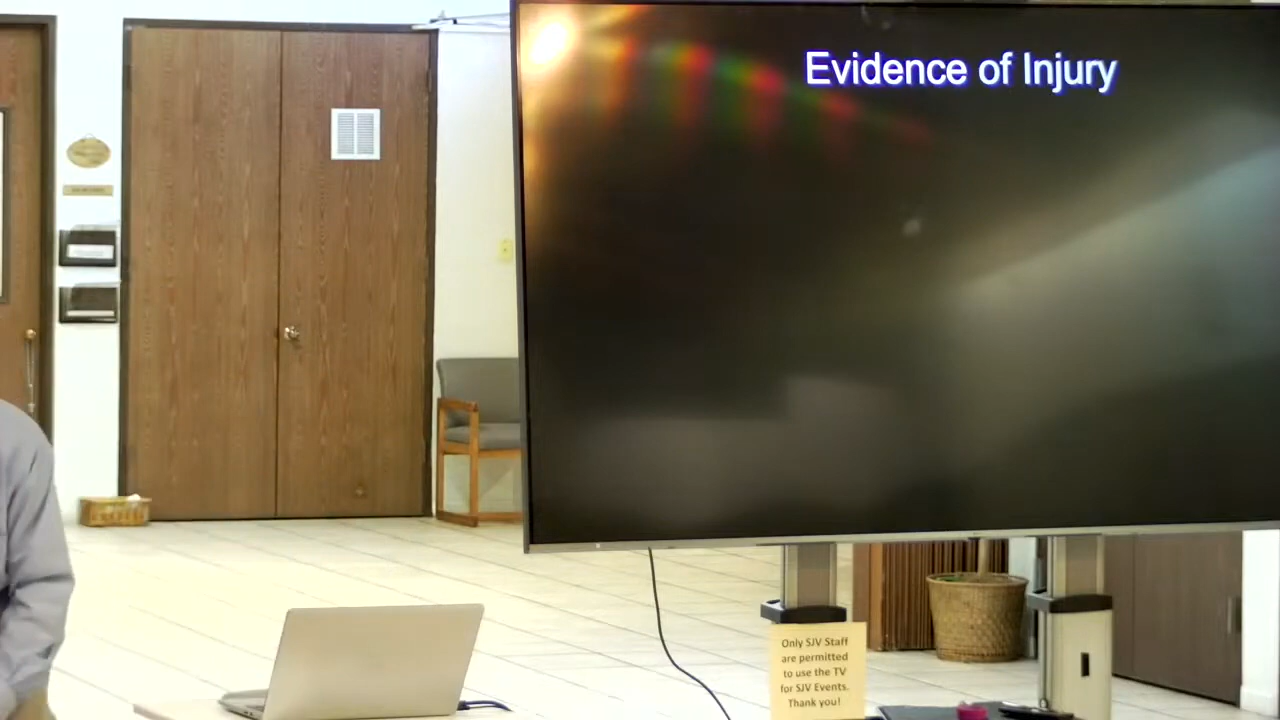 Evidence of Injury
Only SJV Staff
are permitted
to use the TV
for SJV Events.
Thank you!